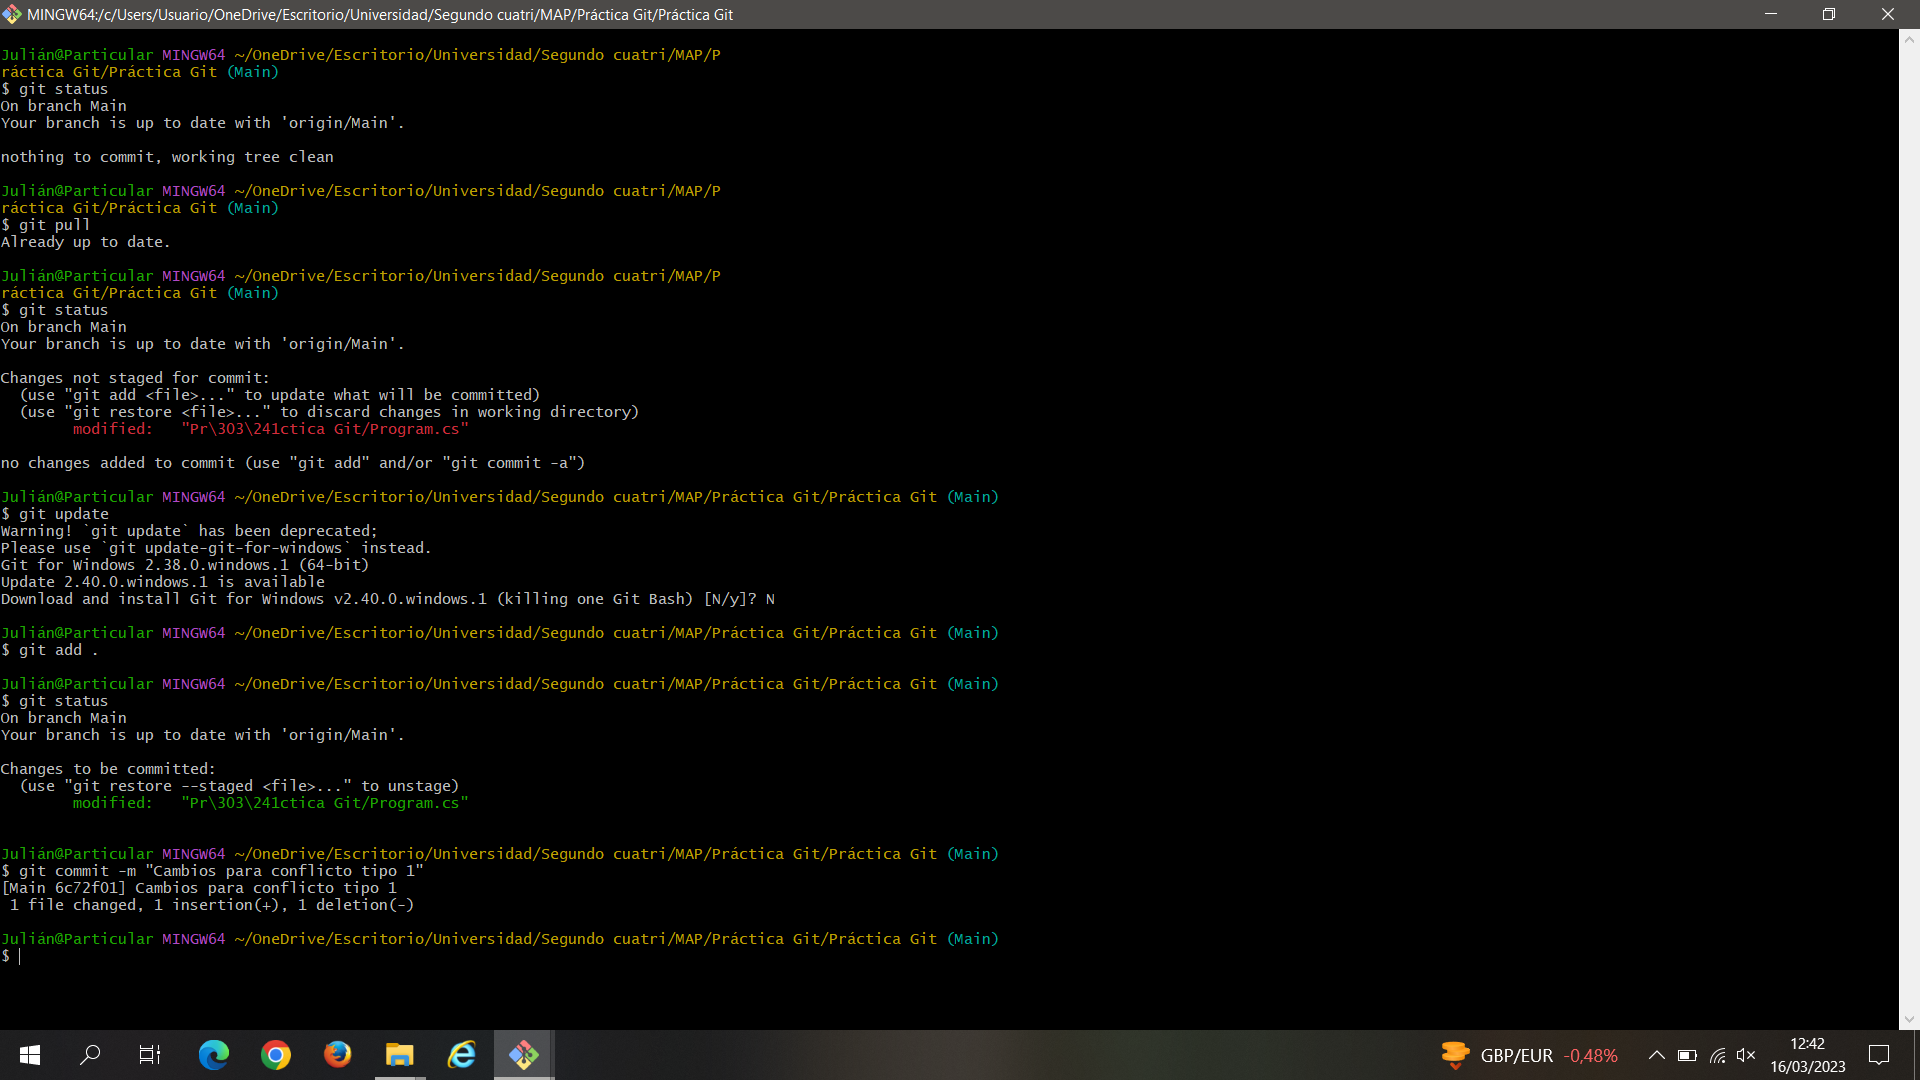 MINGW64:/c/Users/Usuario/OneDrive/Escritorio/Universidad/Segundo cuatri/MAP/Práctica Git/Práctica Git
Julián@Particular MINGW64 ~/OneDrive/Escritorio/Universidad/Segundo cuatri/MAP/P
ráctica Git/Práctica Git (Main)
$ git status
On branch Main
Your branch is up to date with 'origin/Main'.
nothing to commit, working tree clean
Julián@Particular MINGW64 ~/OneDrive/Escritorio/Universidad/Segundo cuatri/MAP/P
ráctica Git/Práctica Git (Main)
$ git pull
Already up to date.
Julián@Particular MINGW64 ~/OneDrive/Escritorio/Universidad/Segundo cuatri/MAP/P
ráctica Git/Práctica Git (Main)
$ git status
On branch Main
Your branch is up to date with 'origin/Main'.
Changes not staged for commit:
(use "git add <file>..." to update what will be committed)
(use "git restore <file>..." to discard changes in working directory)
modified:   "Pr\303\241ctica Git/Program.cs"
no changes added to commit (use "git add" and/or "git commit -a")
Julián@Particular MINGW64 ~/OneDrive/Escritorio/Universidad/Segundo cuatri/MAP/Práctica Git/Práctica Git (Main)
$ git update
Warning! `git update` has been deprecated;
Please use `git update-git-for-windows` instead.
Git for Windows 2.38.0.windows.1 (64-bit)
Update 2.40.0.windows.1 is available
Download and install Git for Windows v2.40.0.windows.1 (killing one Git Bash) [N/y]? N
Julián@Particular MINGW64 ~/OneDrive/Escritorio/Universidad/Segundo cuatri/MAP/Práctica Git/Práctica Git (Main)
$ git add .
Julián@Particular MINGW64 ~/OneDrive/Escritorio/Universidad/Segundo cuatri/MAP/Práctica Git/Práctica Git (Main)
$ git status
On branch Main
Your branch is up to date with 'origin/Main'.
Changes to be committed:
(use "git restore --staged <file>..." to unstage)
modified:   "Pr\303\241ctica Git/Program.cs"
Julián@Particular MINGW64 ~/OneDrive/Escritorio/Universidad/Segundo cuatri/MAP/Práctica Git/Práctica Git (Main)
$ git commit -m "Cambios para conflicto tipo 1"
[Main 6c72f01] Cambios para conflicto tipo 1
1 file changed, 1 insertion(+), 1 deletion(-)
Julián@Particular MINGW64 ~/OneDrive/Escritorio/Universidad/Segundo cuatri/MAP/Práctica Git/Práctica Git (Main)
$
GBP/EUR -0,48%
12:42
16/03/2023